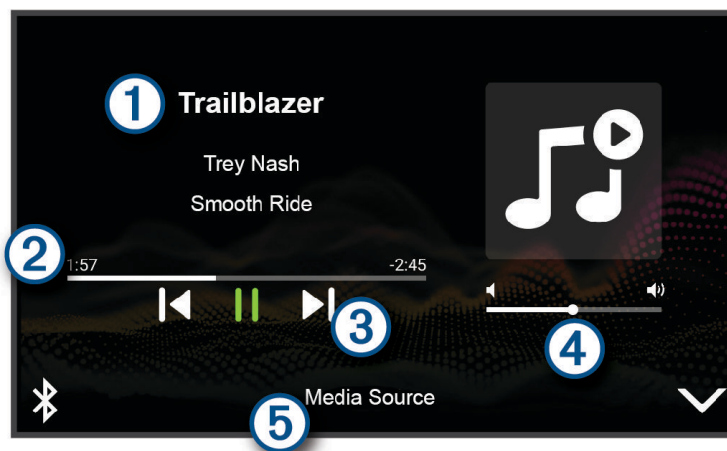 1 Trailblazer
Trey Nash
Smooth Ride
2
1:57 -2:45
3
4
Media Source
5